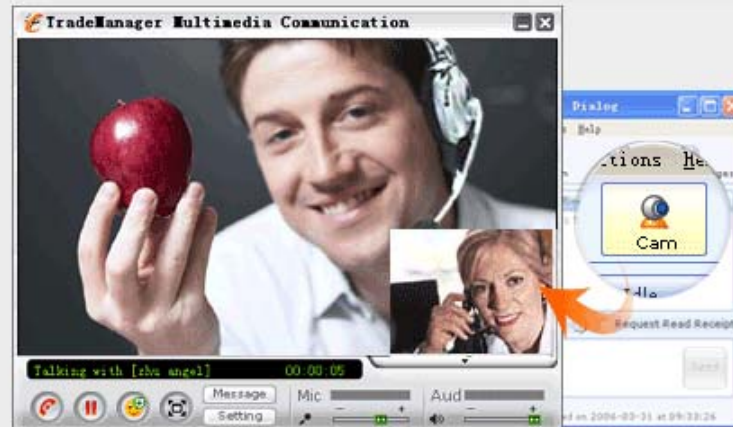 TradeManager Multimedia Communication
Dialog
Help
tions He
Cam
Idle
Request Read Receipt
Send
on 2006-03-31 at 09:33:26
Talking with [zhu angel] 00:00:05
Message
Setting
Mic
- +
Aud
- +